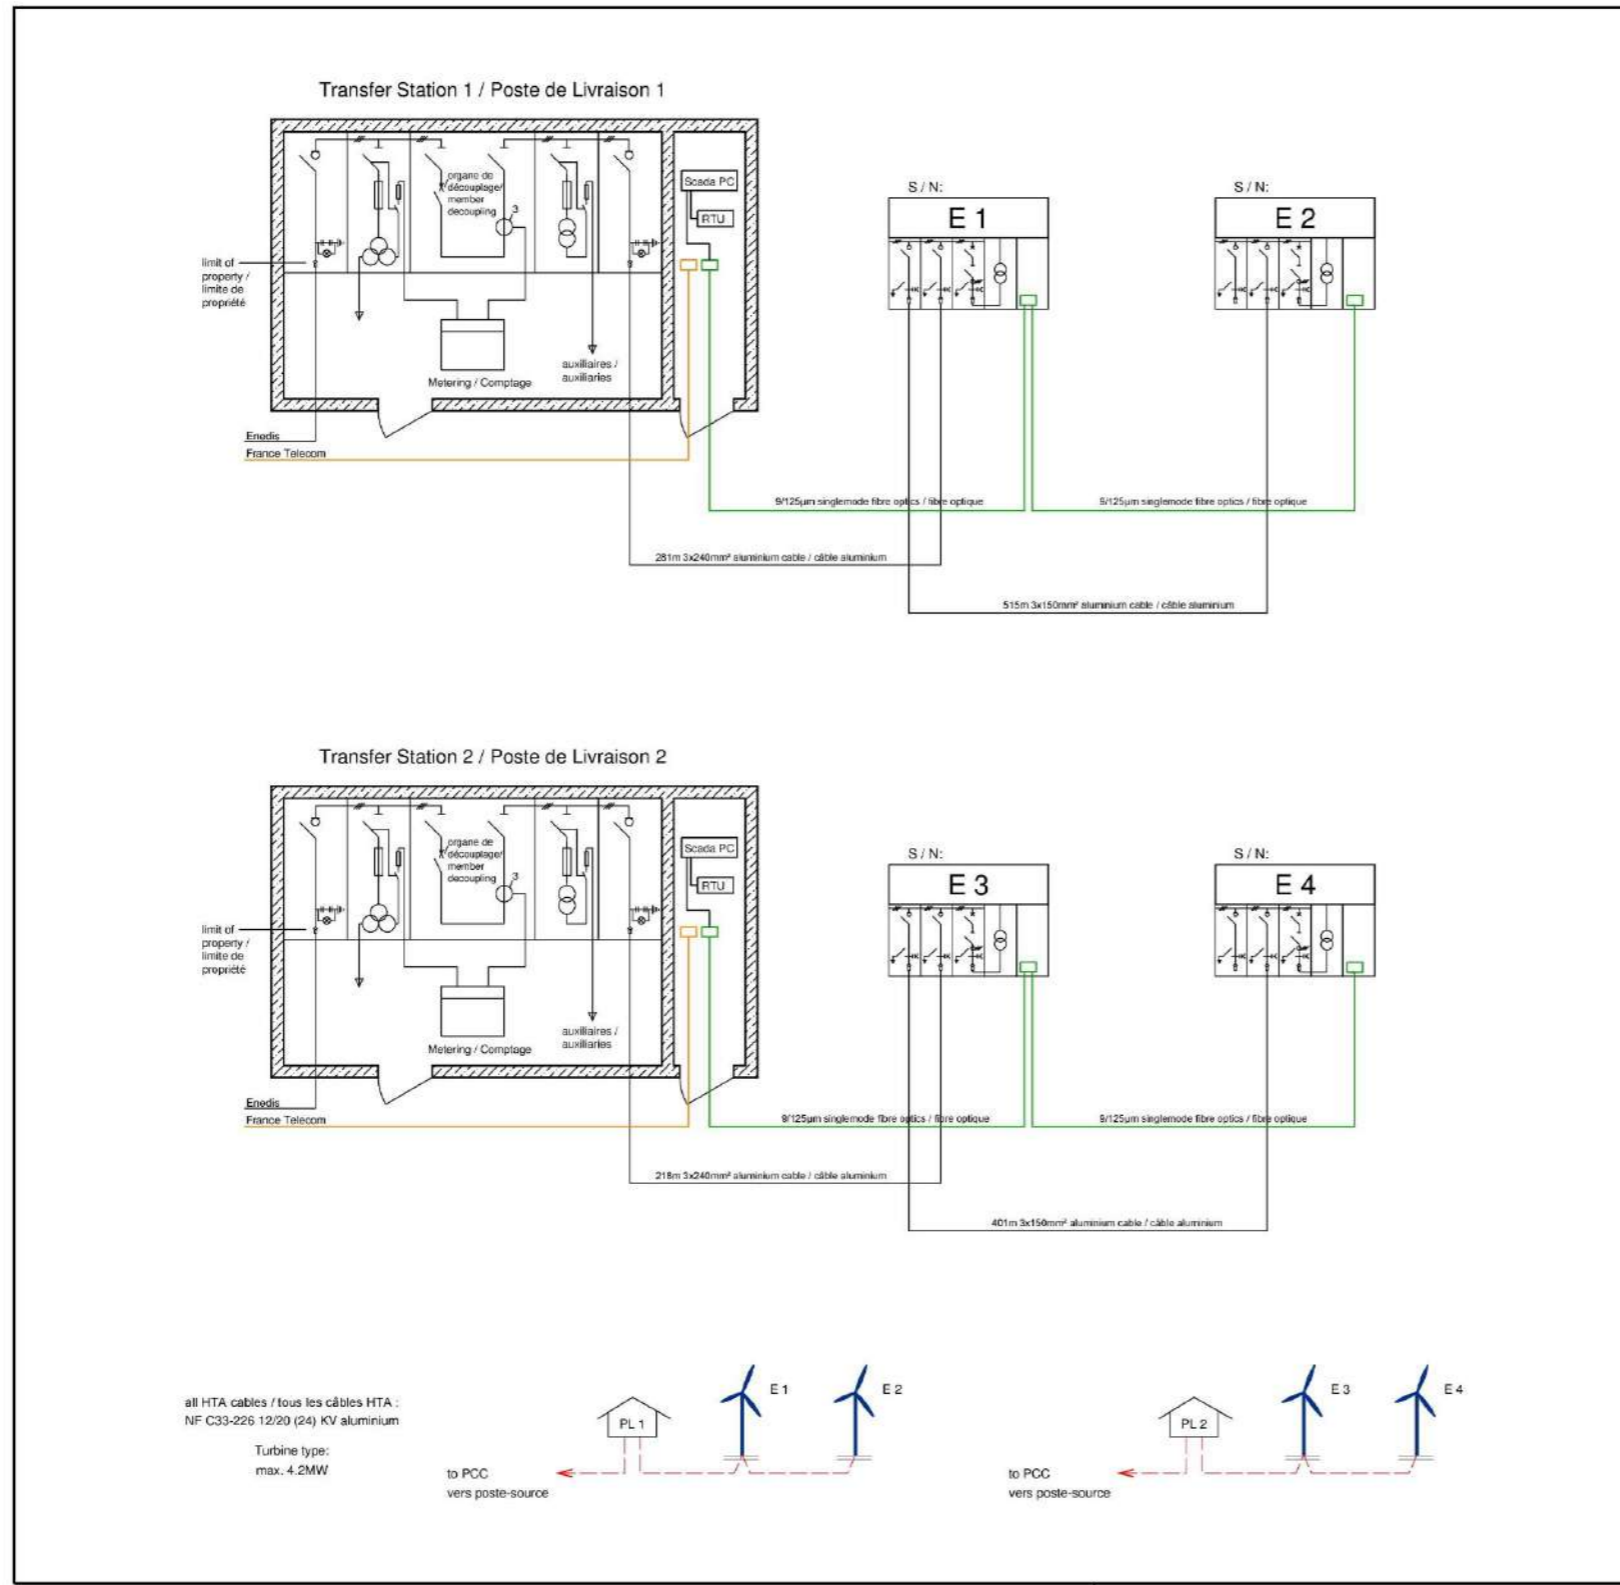 Transfer Station 1 / Poste de Livraison 1
organe de
découplage/
member
decoupling
3
Scada PC
RTU
limit of
property /
limite de
propriété
Metering / Comptage
auxiliaires /
auxiliaries
Enedis
France Telecom
S / N:
E 1
S / N:
E 2
9/125µm singlemode fibre optics / fibre optique
9/125µm singlemode fibre optics / fibre optique
281m 3x240mm² aluminium cable / câble aluminium
515m 3x150mm² aluminium cable / câble aluminium
Transfer Station 2 / Poste de Livraison 2
organe de
découplage/
member
decoupling
3
Scada PC
RTU
limit of
property /
limite de
propriété
Metering / Comptage
auxiliaires /
auxiliaries
Enedis
France Telecom
S / N:
E 3
S / N:
E 4
9/125µm singlemode fibre optics / fibre optique
9/125µm singlemode fibre optics / fibre optique
218m 3x240mm² aluminium cable / câble aluminium
401m 3x150mm² aluminium cable / câble aluminium
all HTA cables / tous les câbles HTA :
NF C33-226 12/20 (24) KV aluminium
Turbine type:
max. 4.2MW
PL 1
E 1
E 2
to PCC
vers poste-source
PL 2
E 3
E 4
to PCC
vers poste-source